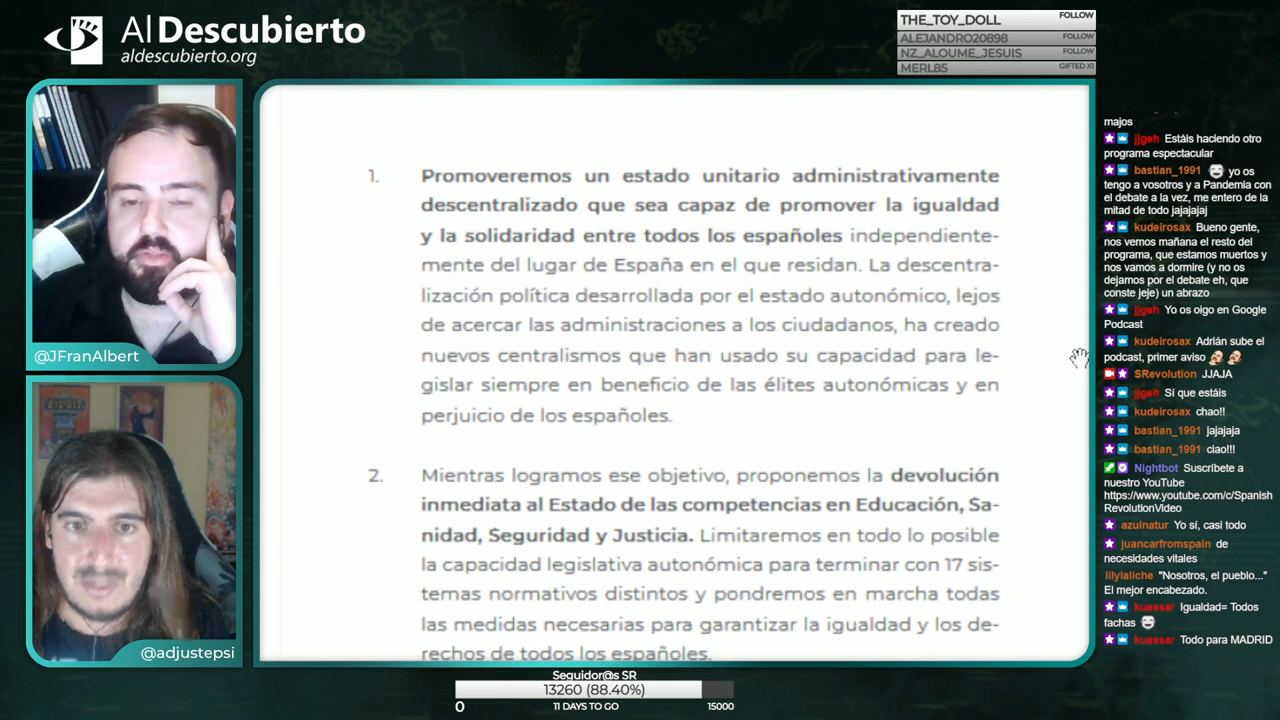 Al Descubierto
aldescubierto.org
THE_TOY_DOLL FOLLOW
ALEJANDRO20898 FOLLOW
NZ_ALOUME_JESUIS FOLLOW
MERL85 GIFTED X1
@JFranAlbert
@adjustepsi
1. Promoveremos un estado unitario administrativamente
descentralizado que sea capaz de promover la igualdad
y la solidaridad entre todos los españoles independiente-
mente del lugar de España en el que residan. La descentra-
lización política desarrollada por el estado autonómico, lejos
de acercar las administraciones a los ciudadanos, ha creado
nuevos centralismos que han usado su capacidad para le-
gislar siempre en beneficio de las élites autonómicas y en
perjuicio de los españoles.
2. Mientras logramos ese objetivo, proponemos la devolución
inmediata al Estado de las competencias en Educación, Sa-
nidad, Seguridad y Justicia. Limitaremos en todo lo posible
la capacidad legislativa autonómica para terminar con 17 sis-
temas normativos distintos y pondremos en marcha todas
las medidas necesarias para garantizar la igualdad y los de-
rechos de todos los españoles.
majos
jjgeh Estáis haciendo otro
programa espectacular
bastian_1991 yo os
tengo a vosotros y a Pandemia con
el debate a la vez, me entero de la
mitad de todo jajajajaj
kudeirosax Bueno gente,
nos vemos mañana el resto del
programa, que estamos muertos y
nos vamos a dormire (y no os
dejamos por el debate eh, que
conste jeje) un abrazo
jjgeh Yo os oigo en Google
Podcast
kudeirosax Adrián sube el
podcast, primer aviso
SRevolution JJAJA
jjgeh Sí que estáis
kudeirosax chao!!
bastian_1991 jajajaja
bastian_1991 ciao!!!
Nightbot Suscríbete a
nuestro YouTube
https://www.youtube.com/c/Spanish
RevolutionVideo
azulnatur Yo sí, casi todo
juancarfromspain de
necesidades vitales
lilylaliche "Nosotros, el pueblo..."
El mejor encabezado.
kuassar Igualdad= Todos
fachas
kuassar Todo para MADRID
Seguidor@s SR
13260 (88.40%)
0 11 DAYS TO GO 15000